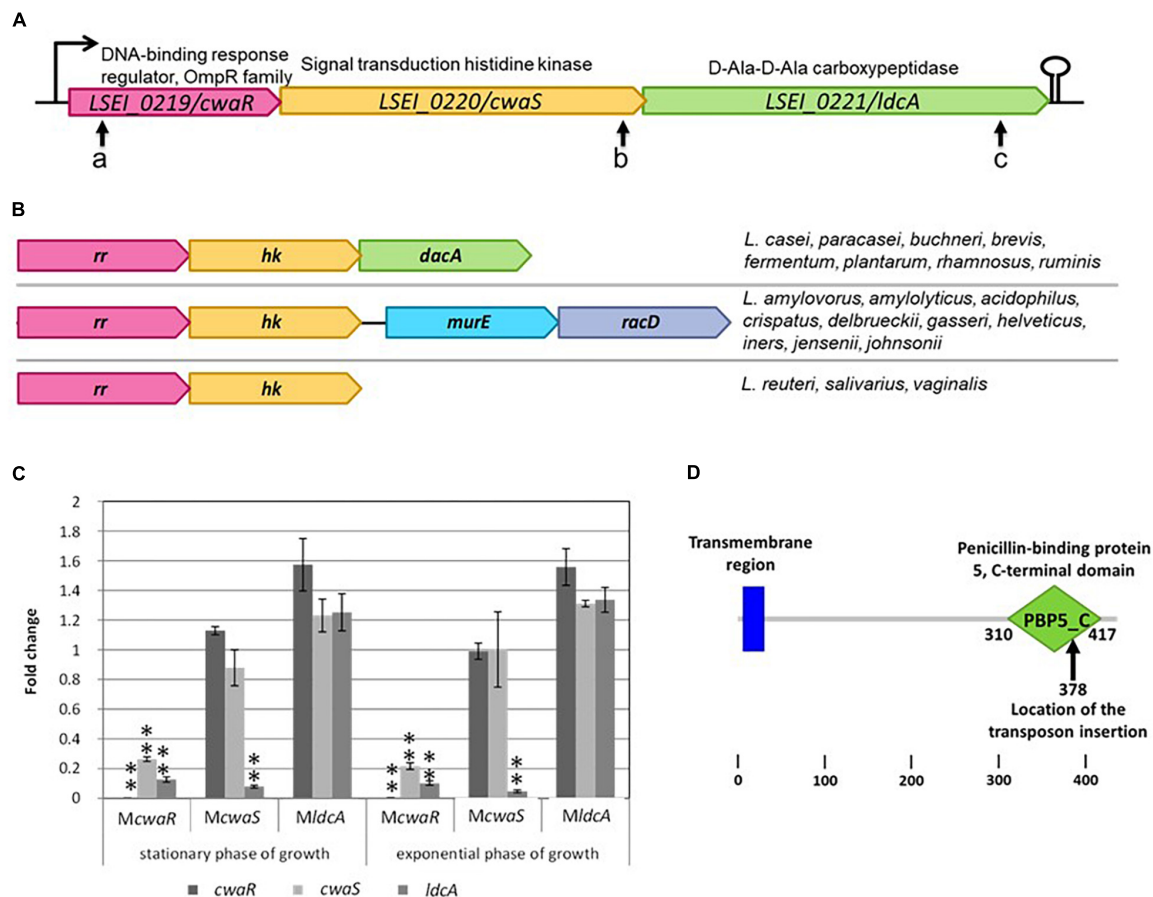 A
DNA-binding response
regulator, OmpR family
Signal transduction histidine kinase
D-Ala-D-Ala carboxypeptidase
LSEI_0219/cwaR
LSEI_0220/cwaS
LSEI_0221/ldcA
a
b
c
B
rr
hk
dacA
L. casei, paracasei, buchneri, brevis,
fermentum, plantarum, rhamnosus, ruminis
rr
hk
murE
racD
L. amylovorus, amylolyticus, acidophilus,
crispatus, delbrueckii, gasseri, helveticus,
iners, jensenii, johnsonii
rr
hk
L. reuteri, salivarius, vaginalis
C
Fold change
2
1.8
1.6
1.4
1.2
1
0.8
0.6
0.4
0.2
0
**
**
**
**
**
**
**
**
McwaR
McwaS
MldcA
McwaR
McwaS
MldcA
stationary phase of growth
exponential phase of growth
cwaR
cwaS
ldcA
D
Transmembrane
region
Penicillin-binding protein
5, C-terminal domain
PBP5_C
310
417
378
Location of the
transposon insertion
0
100
200
300
400